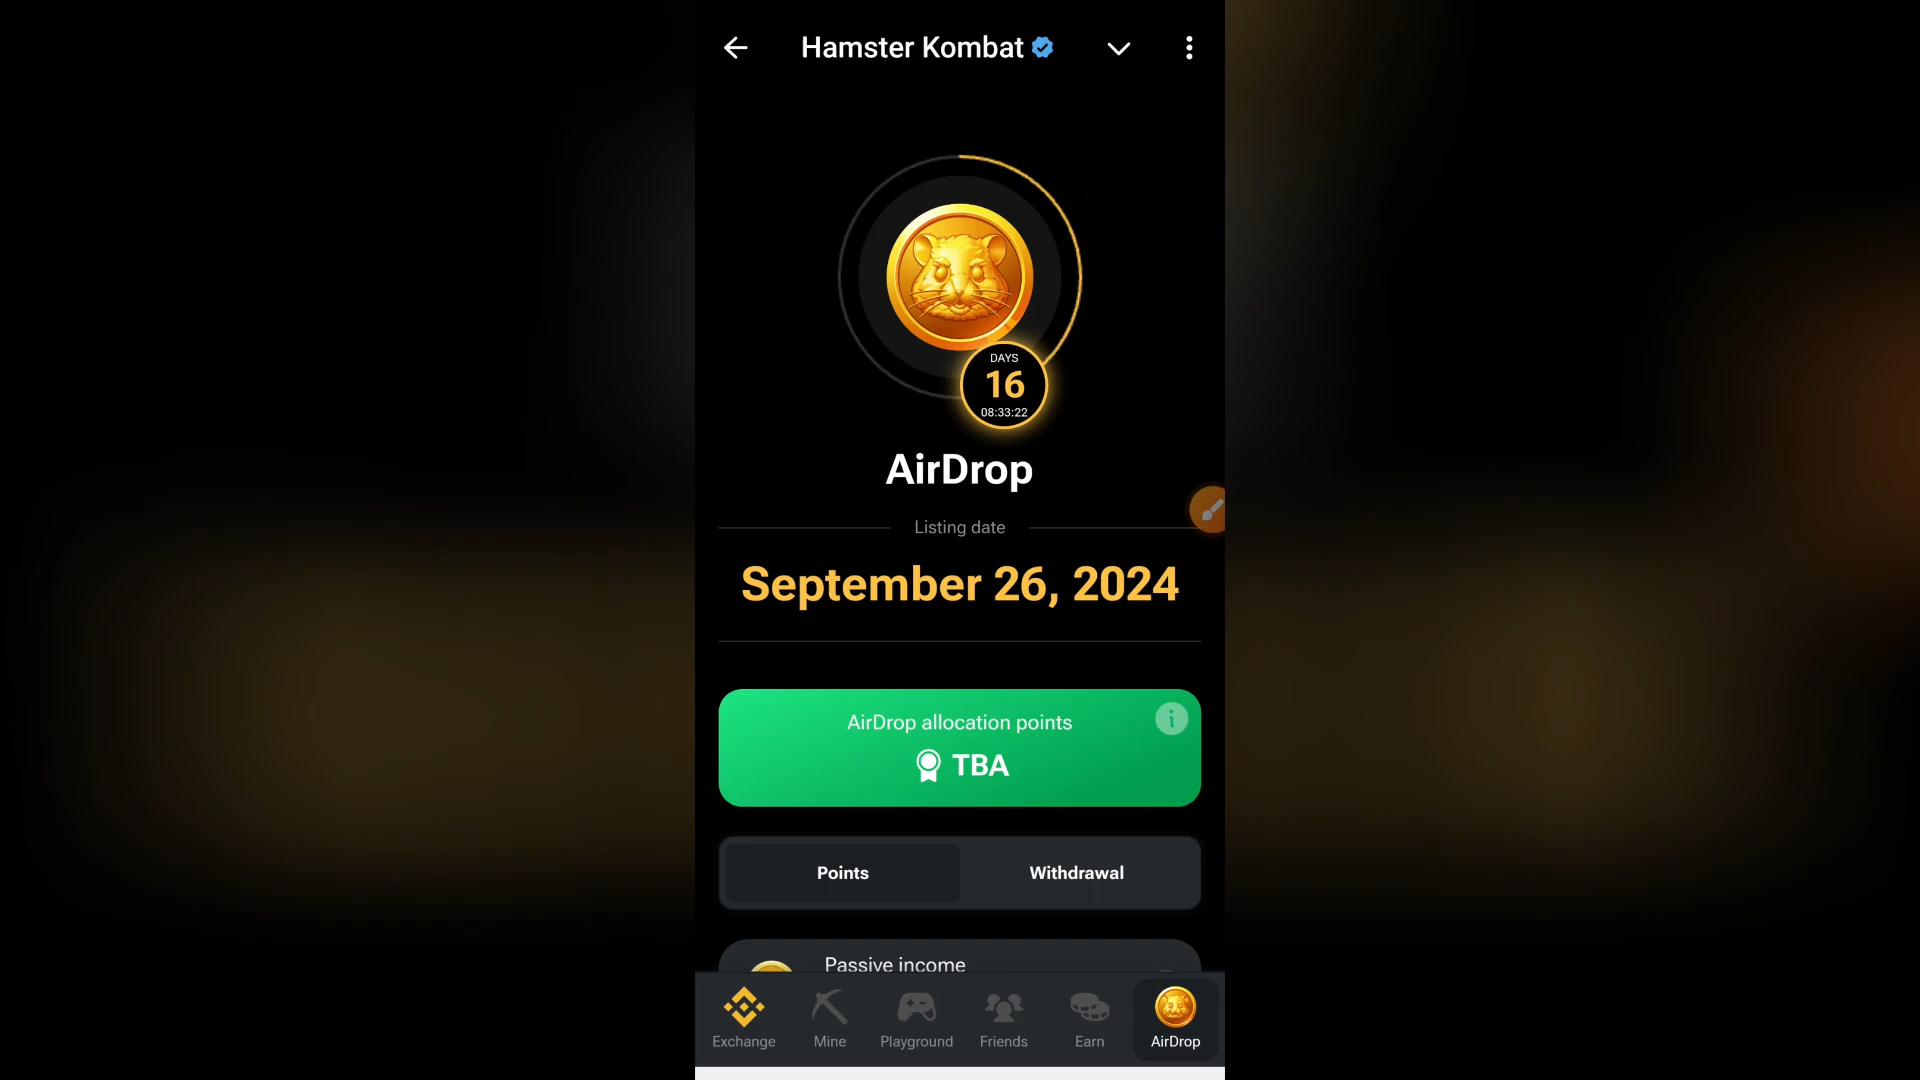 Hamster Kombat
DAYS
16
08:33:22
AirDrop
Listing date
September 26, 2024
AirDrop allocation points
TBA
Points
Withdrawal
Passive income
Exchange
Mine
Playground
Friends
Earn
AirDrop